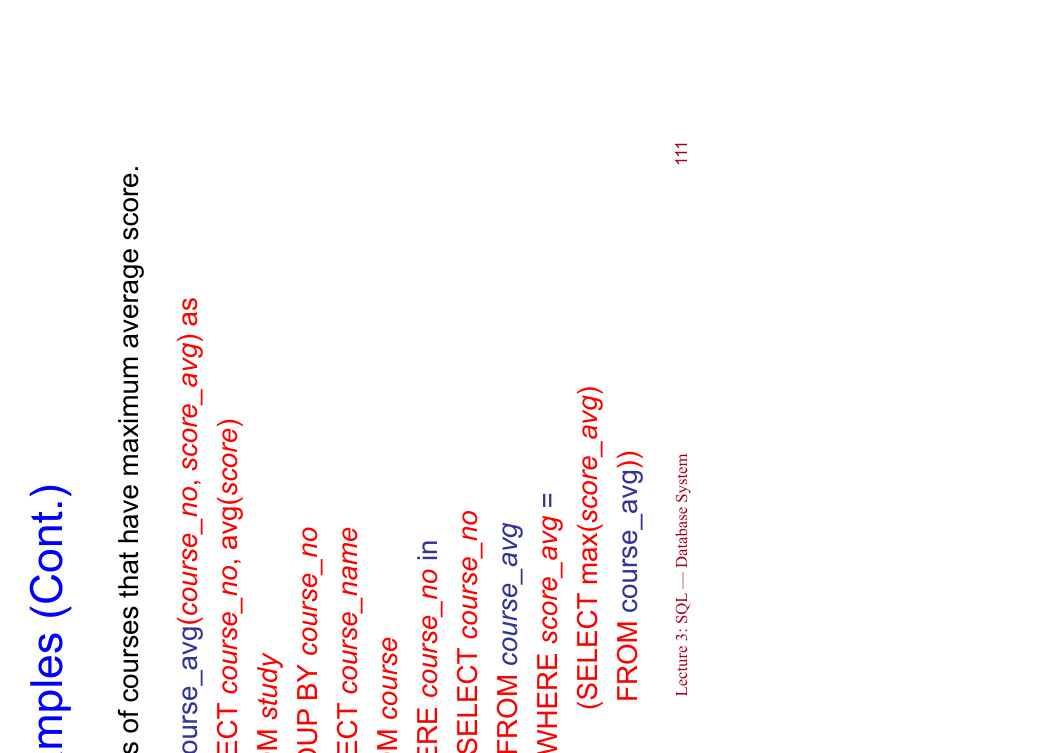 mples (Cont.)
s of courses that have maximum average score.
ourse_avg(course_no, score_avg) as
ECT course_no, avg(score)
OM study
OUP BY course_no
ECT course_name
OM course
ERE course_no in
SELECT course_no
FROM course_avg
WHERE score_avg =
(SELECT max(score_avg)
FROM course_avg))
Lecture 3: SQL — Database System 111